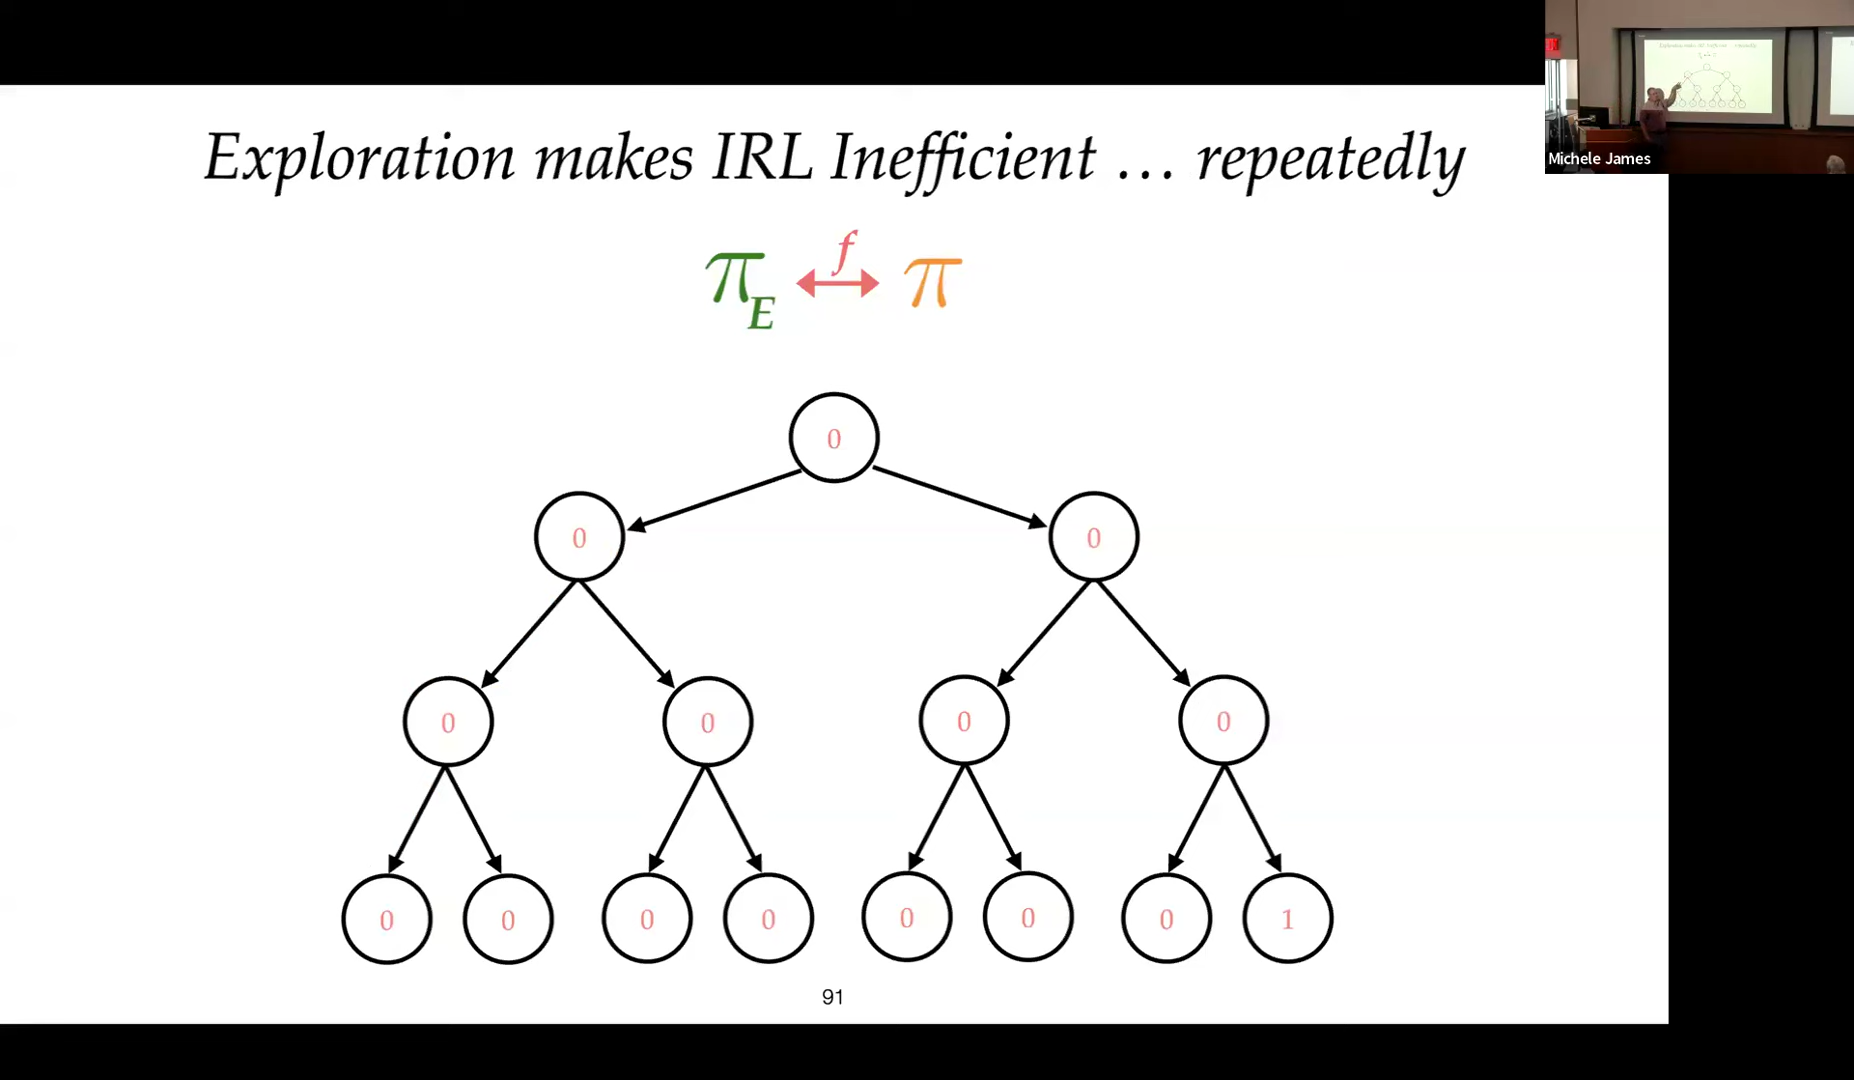 Exploration makes IRL Inefficient … repeatedly
π_E f π
Michele James
0
0 0
0 0 0 0
0 0 0 0 0 0 0 1
91